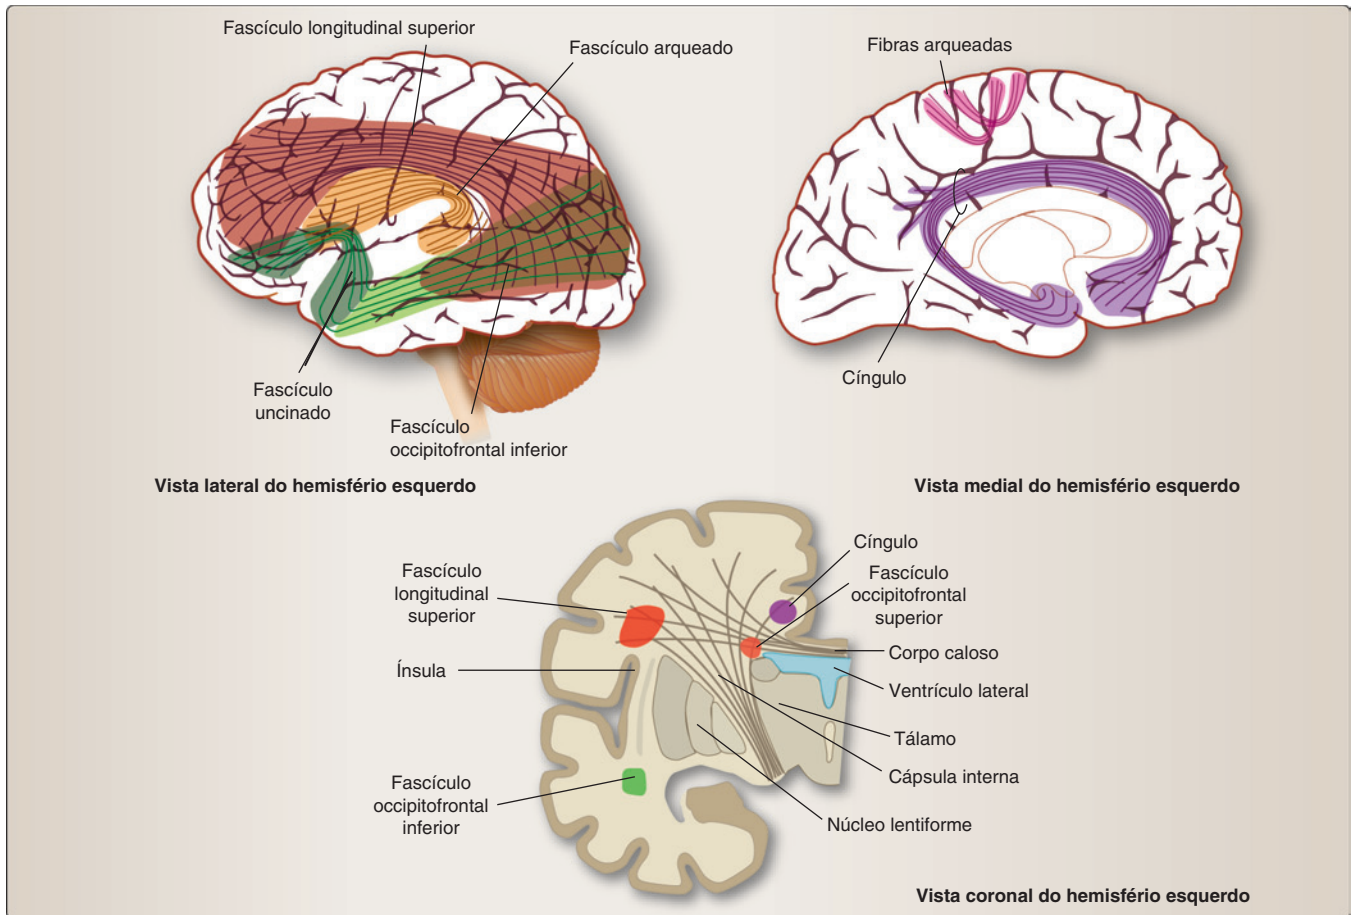 Fascículo longitudinal superior
Fascículo arqueado
Fascículo
uncinado
Fascículo
occipitofrontal inferior
Vista lateral do hemisfério esquerdo
Fibras arqueadas
Cíngulo
Vista medial do hemisfério esquerdo
Fascículo
longitudinal
superior
Ínsula
Fascículo
occipitofrontal
inferior
Cíngulo
Fascículo
occipitofrontal
superior
Corpo caloso
Ventrículo lateral
Tálamo
Cápsula interna
Núcleo lentiforme
Vista coronal do hemisfério esquerdo